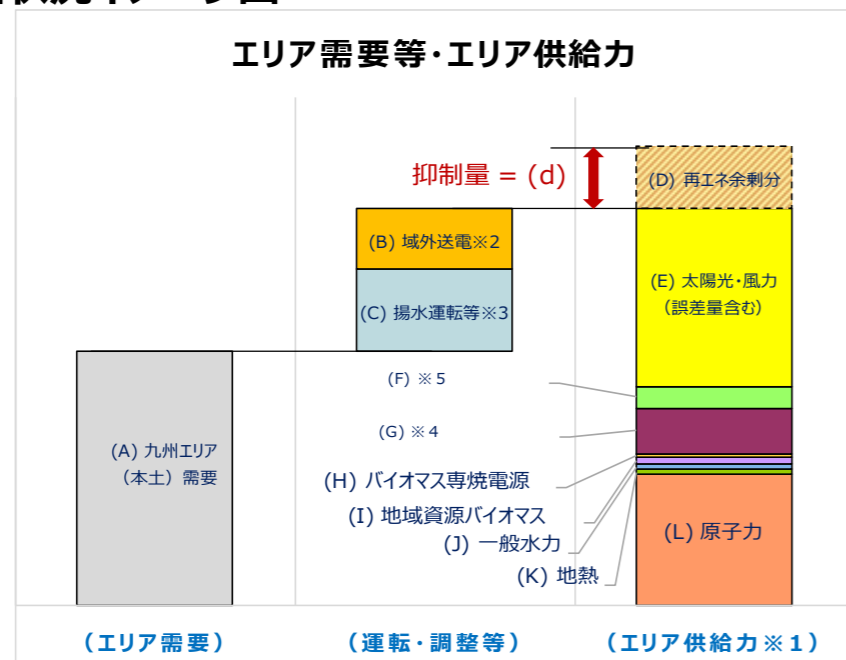 エリア需要等・エリア供給力
抑制量 = (d)
(D) 再エネ余剰分
(B) 域外送電※2
(C) 揚水運転等※3
(E) 太陽光・風力
（誤差量含む）
(F) ※5
(G) ※4
(A) 九州エリア
（本土）需要
(H) バイオマス専焼電源
(I) 地域資源バイオマス
(J) 一般水力
(K) 地熱
(L) 原子力
（エリア需要）
（運転・調整等）
（エリア供給力※1）